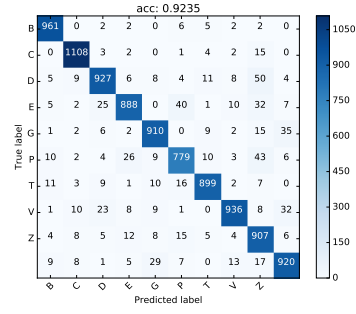 acc: 0.9235
B 961 0 2 2 0 6 5 2 2 0
C 0 1108 3 2 0 1 4 2 15 0
D 5 9 927 6 8 4 11 8 50 4
E 5 2 25 888 0 40 1 10 32 7
G 1 2 6 2 910 0 9 2 15 35
P 10 2 4 26 9 779 10 3 43 6
T 11 3 9 1 10 16 899 2 7 0
V 1 10 23 8 9 1 0 936 8 32
Z 4 8 5 12 8 15 5 4 907 6
9 8 1 5 29 7 0 13 17 920
B C D E G P T V Z
True label
Predicted label
1050
900
750
600
450
300
150
0